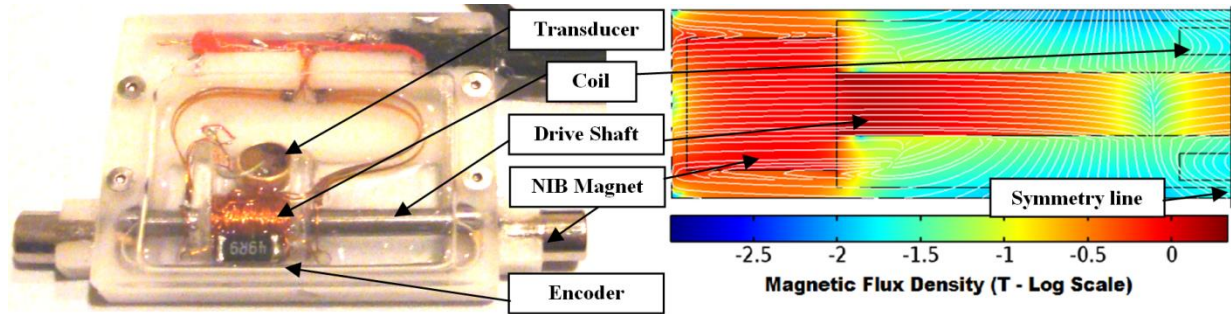 Transducer
Coil
Drive Shaft
NIB Magnet
Encoder
49R9
Symmetry line
-2.5 -2 -1.5 -1 -0.5 0
Magnetic Flux Density (T - Log Scale)